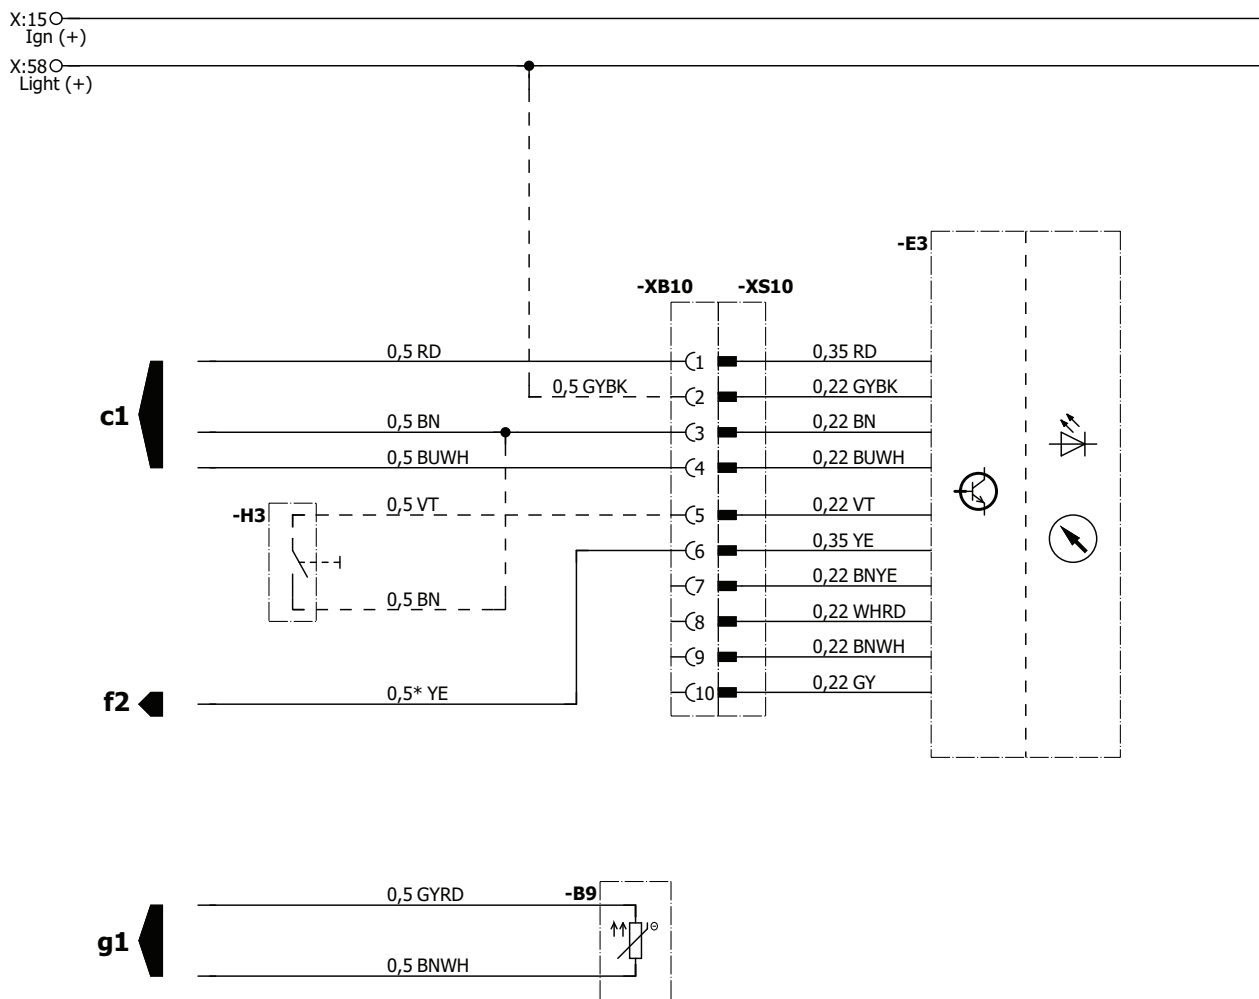 X:15
Ign (+)
X:58
Light (+)
-E3
-XB10 -XS10
0,5 RD 1 0,35 RD
0,5 GYBK 2 0,22 GYBK
c1
0,5 BN 3 0,22 BN
0,5 BUWH 4 0,22 BUWH
-H3
0,5 VT 5 0,22 VT
6 0,35 YE
7 0,22 BNYE
0,5 BN
8 0,22 WHRD
9 0,22 BNWH
f2
0,5* YE
10 0,22 GY
0,5 GYRD
-B9
g1
0,5 BNWH